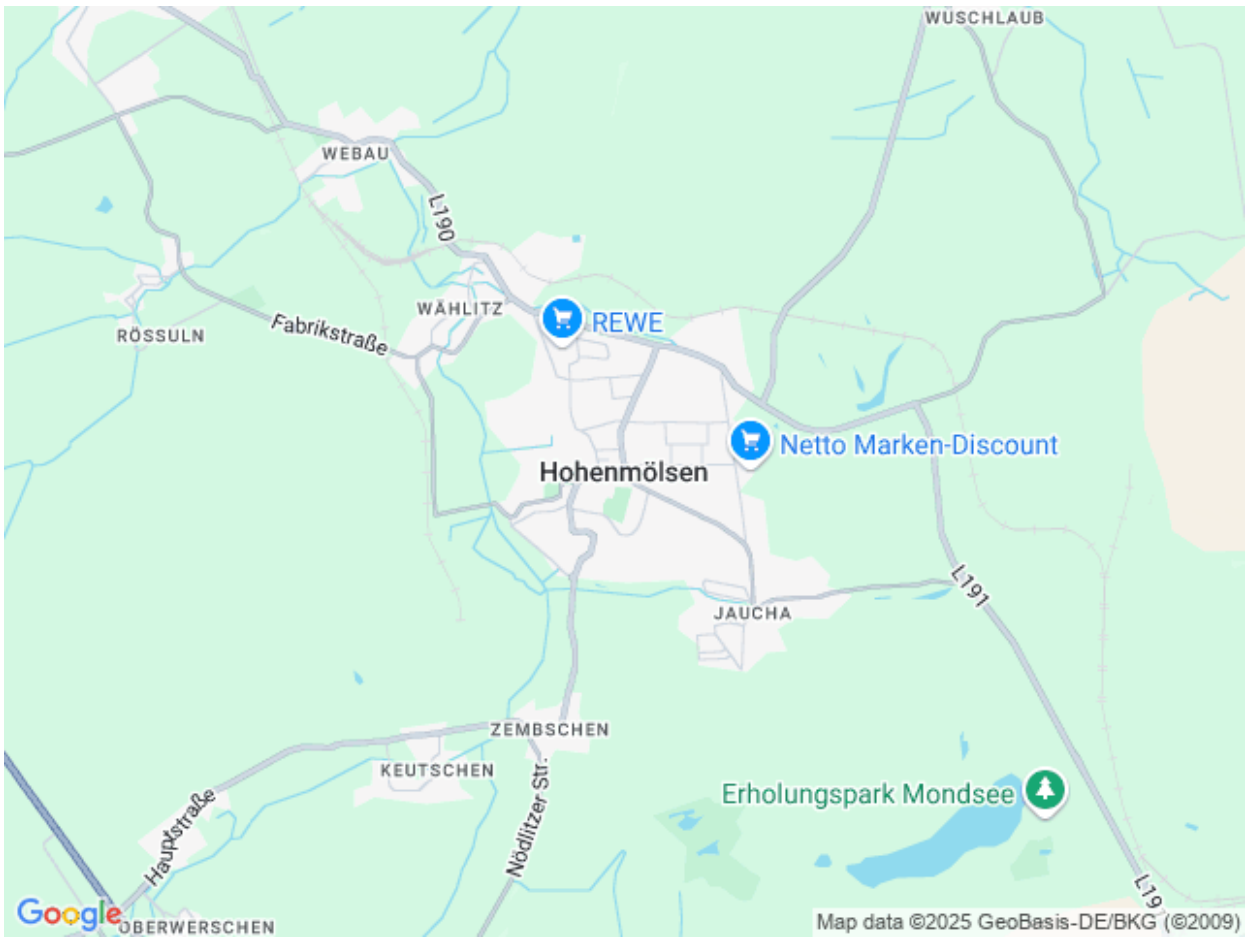 WUSCHLAUB
WEBAU
L190
WÄHLITZ
REWE
RÖSSULN
Fabrikstraße
Netto Marken-Discount
Hohenmölsen
L191
JAUCHA
ZEMBSCHEN
KEUTSCHEN
Erholungspark Mondsee
Hauptstraße
Nödlitzer Str.
L19
Google
OBERWERSCHEN
Map data ©2025 GeoBasis-DE/BKG (©2009)